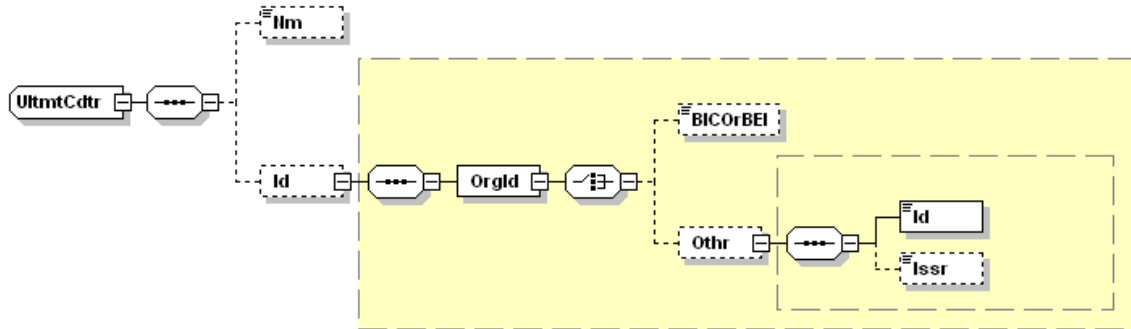 Nm
UltmtCdtr
BICOrBEI
Id
OrgId
Id
Othr
Issr